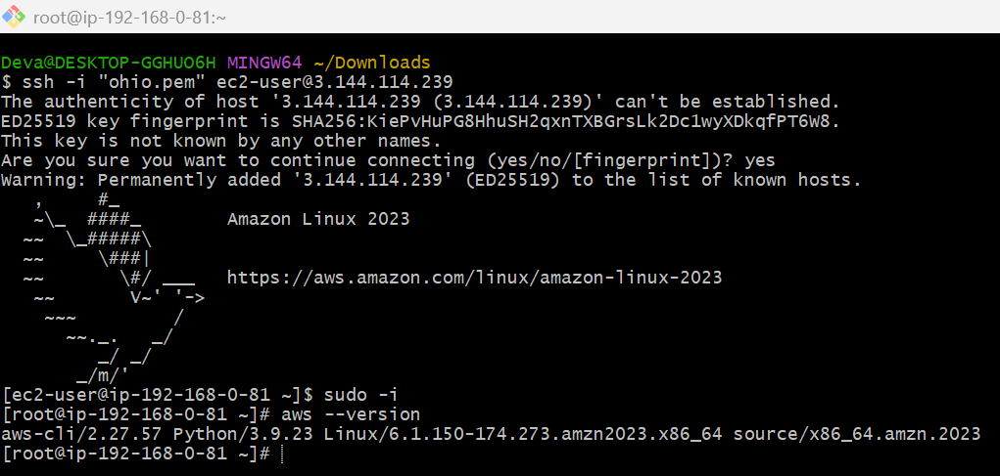 root@ip-192-168-0-81:~
Deva@DESKTOP-GGHUO6H MINGW64 ~/Downloads
$ ssh -i "ohio.pem" ec2-user@3.144.114.239
The authenticity of host '3.144.114.239 (3.144.114.239)' can't be established.
ED25519 key fingerprint is SHA256:KiePvHuPG8HhuSH2qxnTXBGrsLk2Dc1wyXDkqfPT6W8.
This key is not known by any other names.
Are you sure you want to continue connecting (yes/no/[fingerprint])? yes
Warning: Permanently added '3.144.114.239' (ED25519) to the list of known hosts.
   ,     #_
   ~\_  ####_        Amazon Linux 2023
  ~~  \_#####\
  ~~     \###|
  ~~       \#/ ___   https://aws.amazon.com/linux/amazon-linux-2023
   ~~       V~' '->
    ~~~         /
      ~~._.   _/
         _/ _/
       _/m/'
[ec2-user@ip-192-168-0-81 ~]$ sudo -i
[root@ip-192-168-0-81 ~]# aws --version
aws-cli/2.27.57 Python/3.9.23 Linux/6.1.150-174.273.amzn2023.x86_64 source/x86_64.amzn.2023
[root@ip-192-168-0-81 ~]#